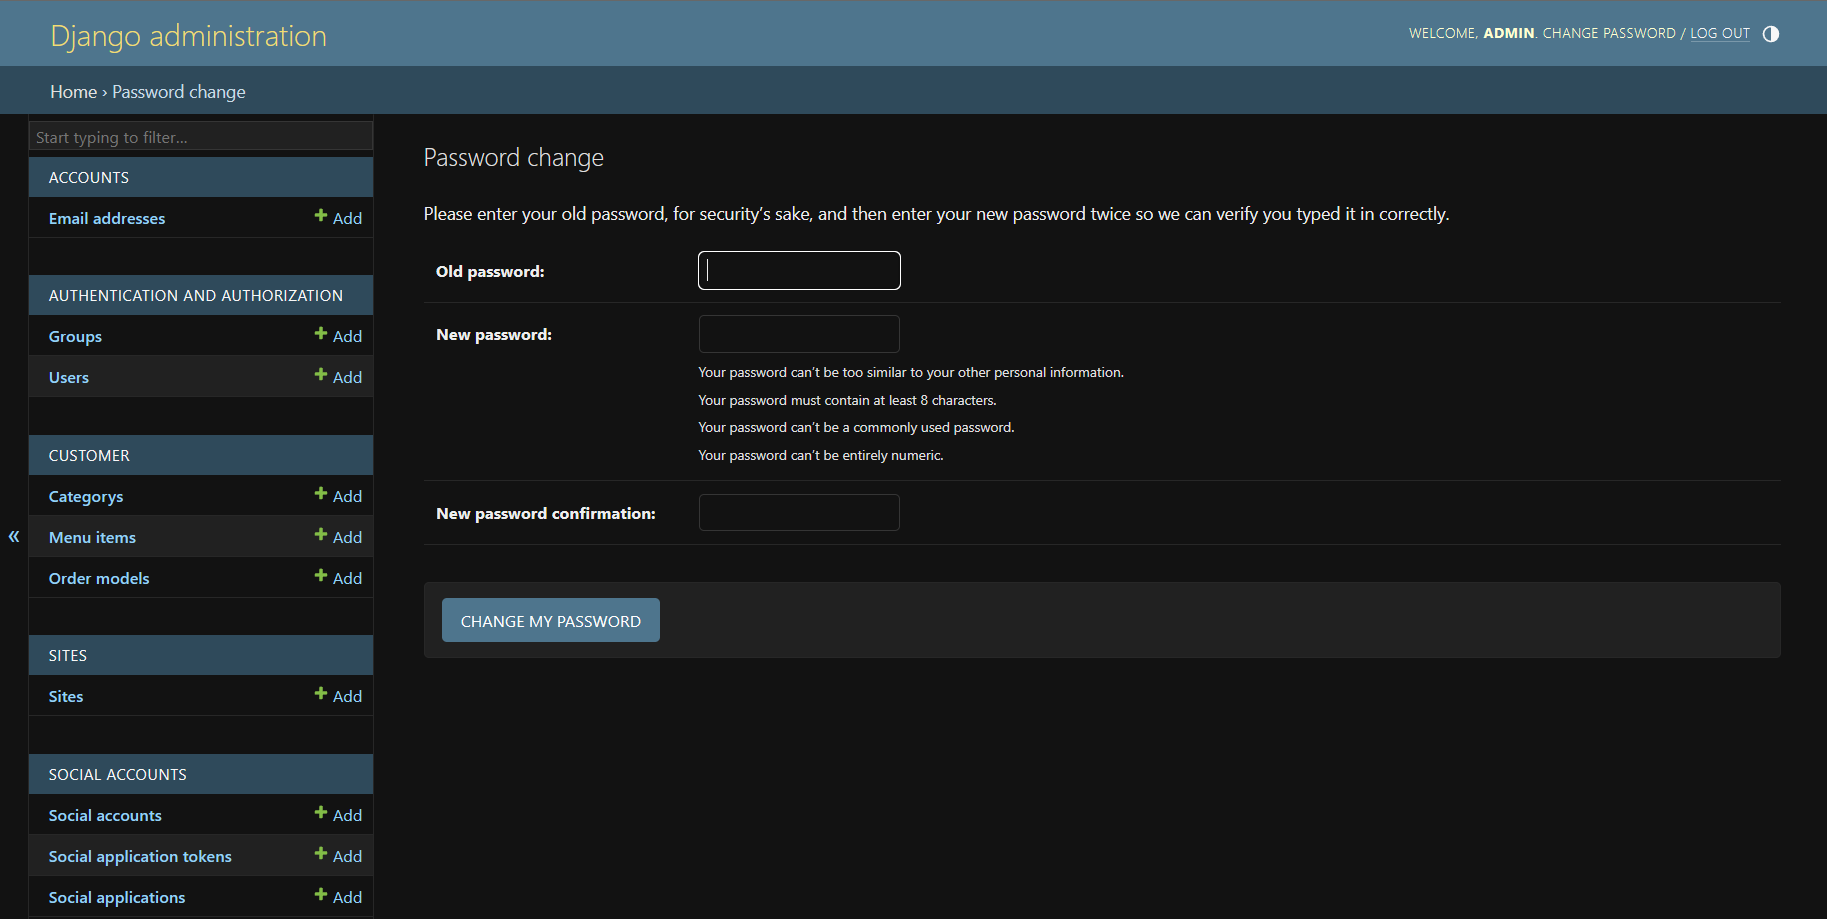 Django administration
WELCOME, ADMIN. CHANGE PASSWORD / LOG OUT
Home › Password change
Start typing to filter...
ACCOUNTS
Email addresses
Add
AUTHENTICATION AND AUTHORIZATION
Groups
Add
Users
Add
CUSTOMER
Categorys
Add
Menu items
Add
Order models
Add
SITES
Sites
Add
SOCIAL ACCOUNTS
Social accounts
Add
Social application tokens
Add
Social applications
Add
«
Password change
Please enter your old password, for security’s sake, and then enter your new password twice so we can verify you typed it in correctly.
Old password:
New password:
Your password can’t be too similar to your other personal information.
Your password must contain at least 8 characters.
Your password can’t be a commonly used password.
Your password can’t be entirely numeric.
New password confirmation:
CHANGE MY PASSWORD